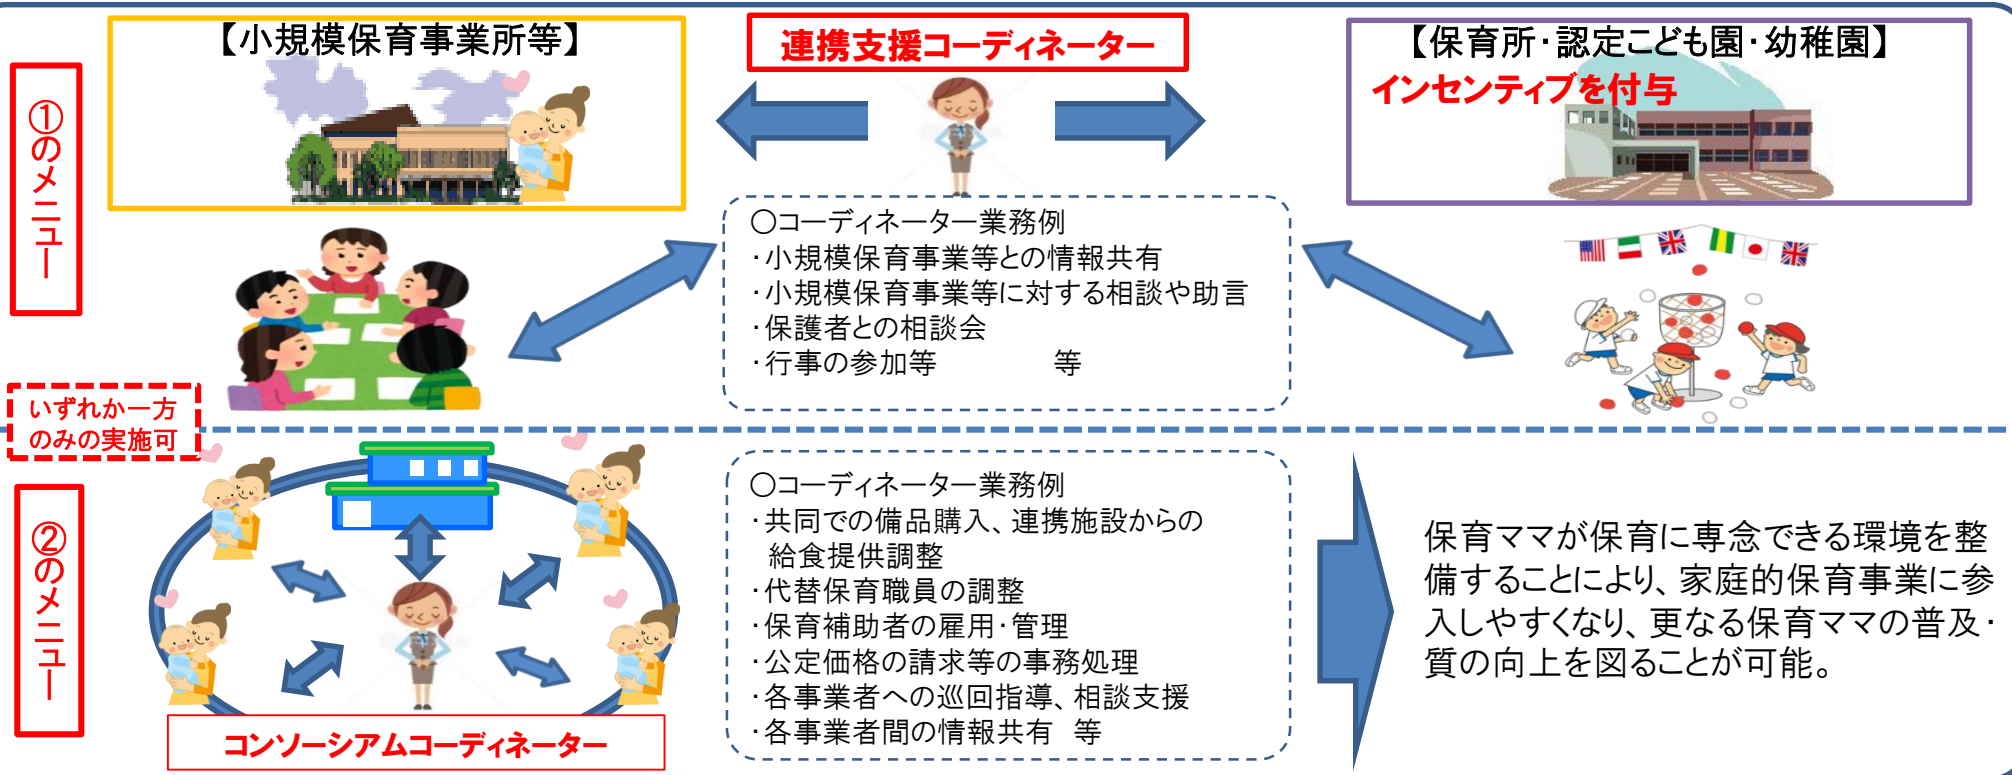 【小規模保育事業所等】
連携支援コーディネーター
【保育所・認定こども園・幼稚園】
インセンティブを付与
①のメニュー
〇コーディネーター業務例
・小規模保育事業等との情報共有
・小規模保育事業等に対する相談や助言
・保護者との相談会
・行事の参加等　　　　等
いずれか一方
のみの実施可
②のメニュー
コンソーシアムコーディネーター
〇コーディネーター業務例
・共同での備品購入、連携施設からの
給食提供調整
・代替保育職員の調整
・保育補助者の雇用・管理
・公定価格の請求等の事務処理
・各事業者への巡回指導、相談支援
・各事業者間の情報共有　等
保育ママが保育に専念できる環境を整
備することにより、家庭的保育事業に参
入しやすくなり、更なる保育ママの普及・
質の向上を図ることが可能。